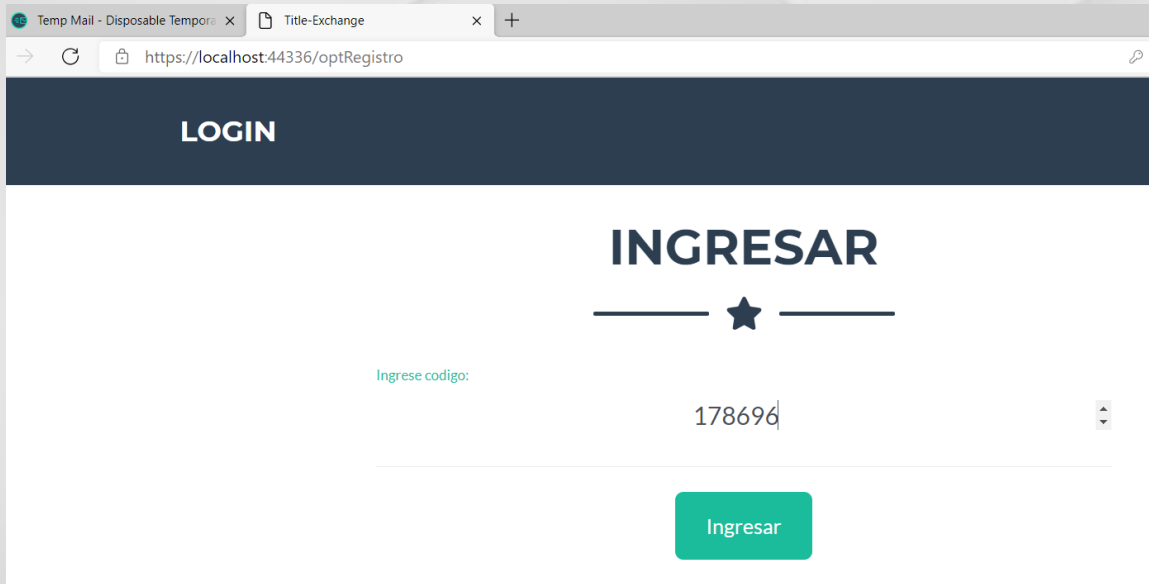 Temp Mail - Disposable Tempora
Title-Exchange
https://localhost:44336/optRegistro
LOGIN
INGRESAR
Ingrese codigo:
178696
Ingresar